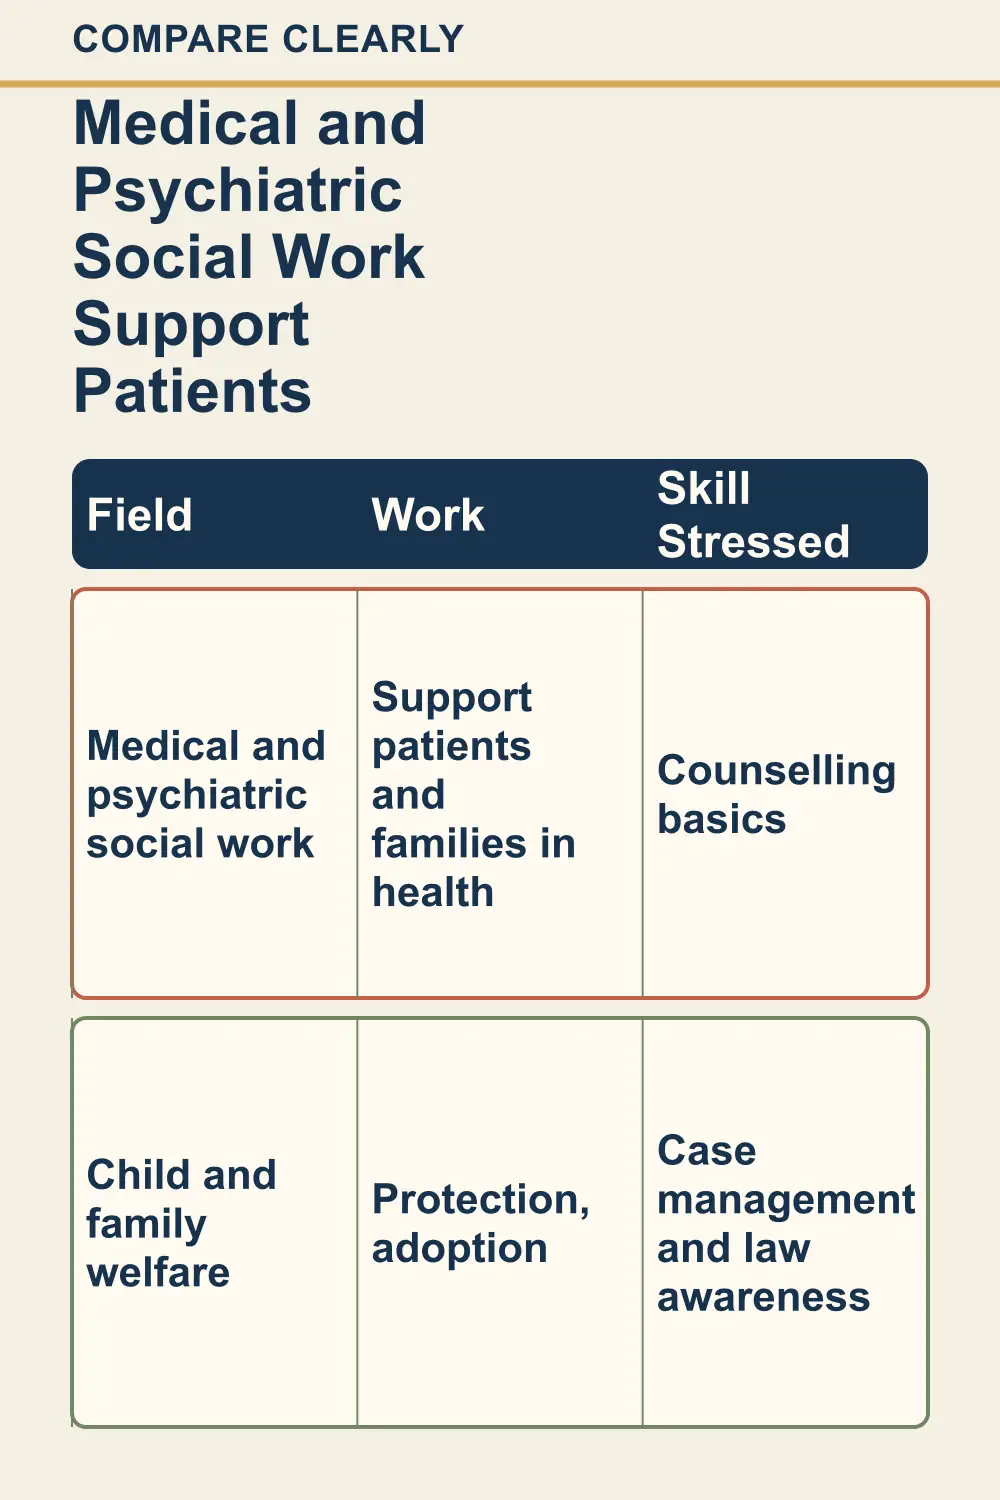 COMPARE CLEARLY
Medical and
Psychiatric
Social Work
Support
Patients
Field
Work
Skill
Stressed
Medical and
psychiatric
social work
Support
patients
and
families in
health
Counselling
basics
Child and
family
welfare
Protection,
adoption
Case
management
and law
awareness